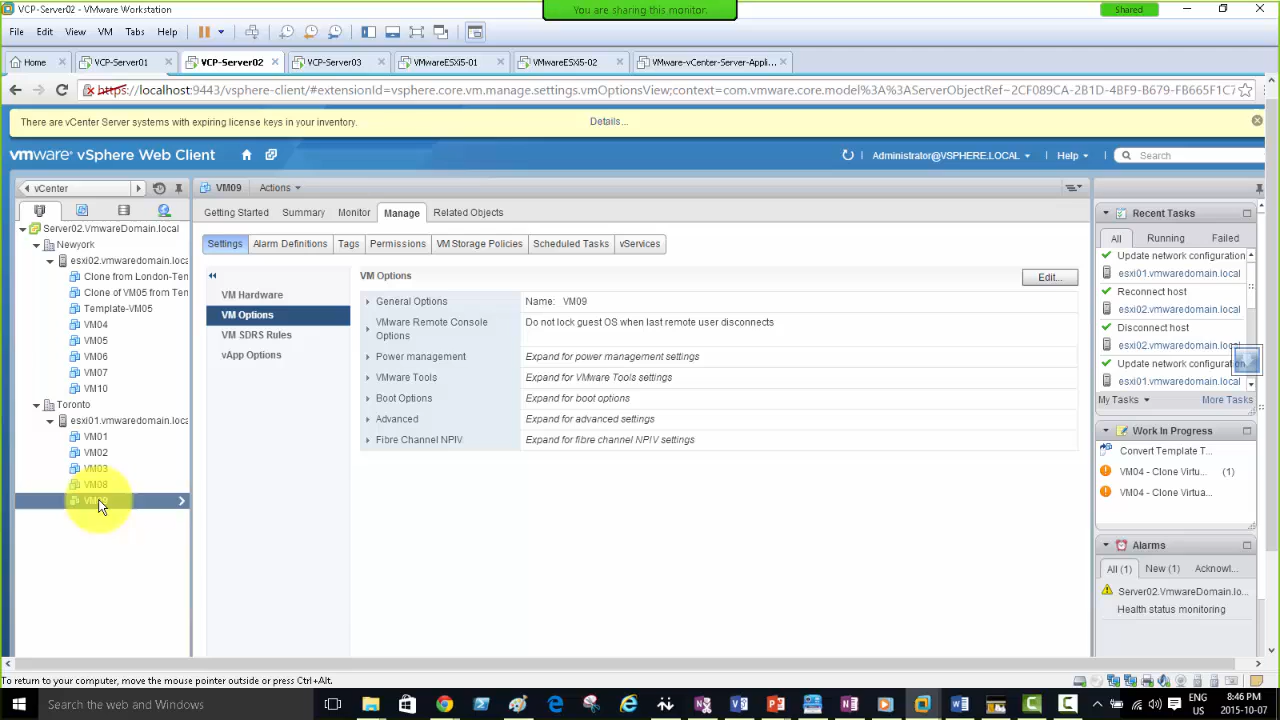 VCP-Server02 - VMware Workstation
You are sharing this monitor.
Shared
File Edit View VM Tabs Help
Home VCP-Server01 VCP-Server02 VCP-Server03 VMwareESXi5-01 VMwareESXi5-02 VMware-vCenter-Server-Appli...
https://localhost:9443/vsphere-client/#extensionId=vsphere.core.vm.manage.settings.vmOptionsView;context=com.vmware.core.model%3A%3AServerObjectRef~2CF089CA-2B1D-4BF9-B679-FB665F1C7
There are vCenter Server systems with expiring license keys in your inventory. Details...
vmware® vSphere Web Client
Administrator@VSPHERE.LOCAL
Help
Search
vCenter
VM09 Actions
Getting Started Summary Monitor Manage Related Objects
Settings Alarm Definitions Tags Permissions VM Storage Policies Scheduled Tasks vServices
Server02.VmwareDomain.local
Newyork
esxi02.vmwaredomain.loca
Clone from London-Tem
Clone of VM05 from Tem
Template-VM05
VM04
VM05
VM06
VM07
VM10
Toronto
esxi01.vmwaredomain.loca
VM01
VM02
VM03
VM08
VM Hardware
VM Options
VM SDRS Rules
vApp Options
VM Options
Edit...
General Options Name: VM09
VMware Remote Console Options Do not lock guest OS when last remote user disconnects
Power management Expand for power management settings
VMware Tools Expand for VMware Tools settings
Boot Options Expand for boot options
Advanced Expand for advanced settings
Fibre Channel NPIV Expand for fibre channel NPIV settings
Recent Tasks
All Running Failed
Update network configuration
esxi01.vmwaredomain.local
Reconnect host
esxi02.vmwaredomain.local
Disconnect host
esxi02.vmwaredomain.local
Update network configuration
esxi01.vmwaredomain.local
My Tasks More Tasks
Work In Progress
Convert Template T...
VM04 - Clone Virtu... (1)
VM04 - Clone Virtua...
Alarms
All (1) New (1) Acknowl...
Server02.VmwareDomain.lo...
Health status monitoring
To return to your computer, move the mouse pointer outside or press Ctrl+Alt.
Search the web and Windows
ENG
US
8:46 PM
2015-10-07